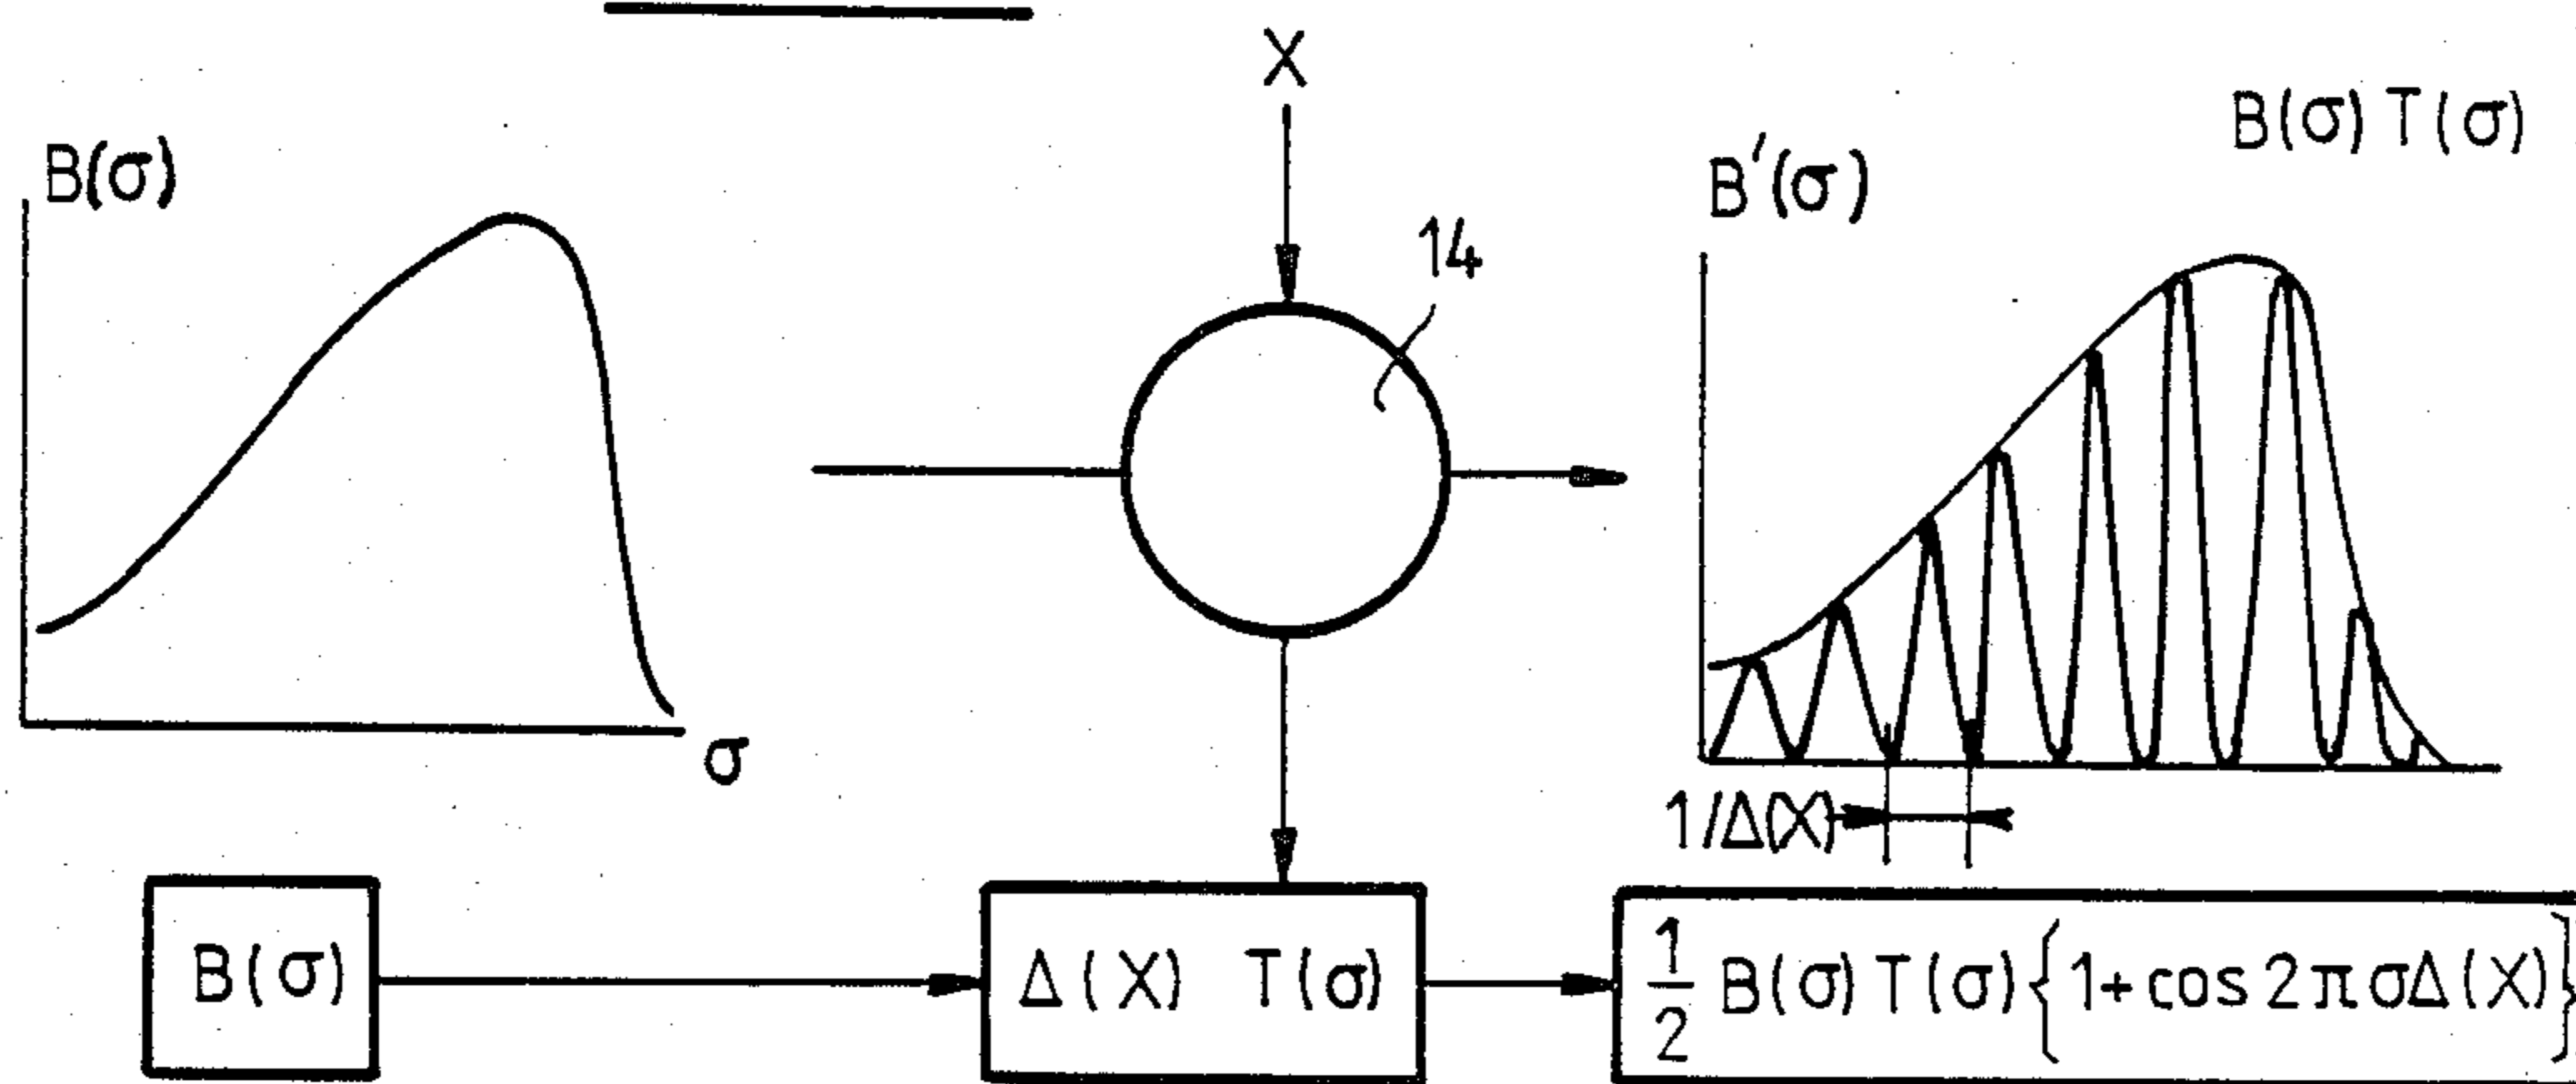 X
B(σ) T(σ)
B(σ)
B'(σ)
14
σ
1/Δ(X)
B(σ)
Δ(X) T(σ)
1/2 B(σ) T(σ) {1+cos 2πσΔ(X)}